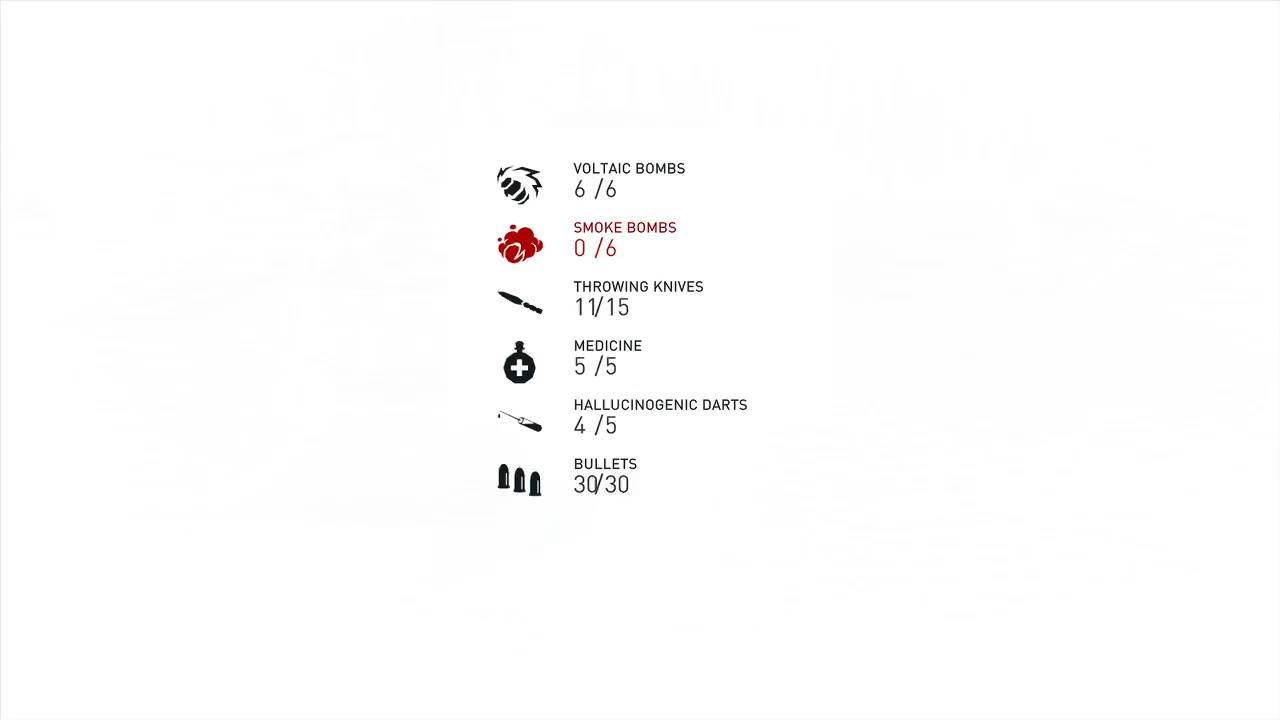 VOLTAIC BOMBS
6 /6
SMOKE BOMBS
0 /6
THROWING KNIVES
11/15
MEDICINE
5 /5
HALLUCINOGENIC DARTS
4 /5
BULLETS
30/30